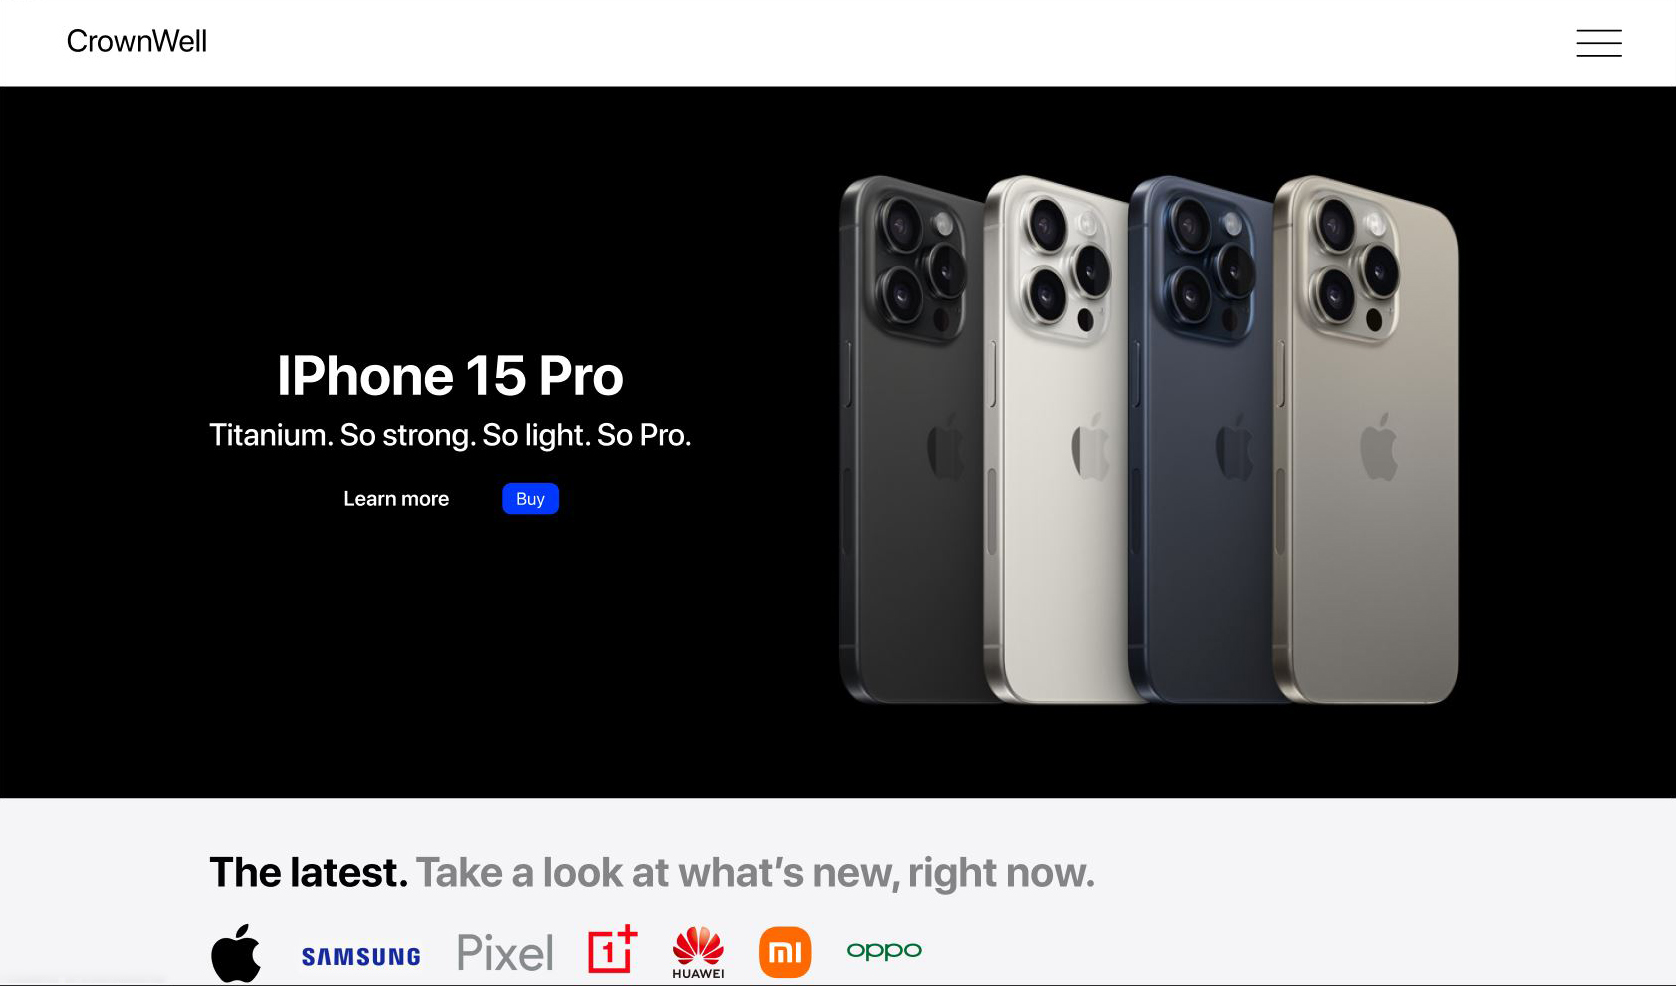 CrownWell
IPhone 15 Pro
Titanium. So strong. So light. So Pro.
Learn more
Buy
The latest. Take a look at what’s new, right now.
SAMSUNG
Pixel
1+
HUAWEI
mi
oppo